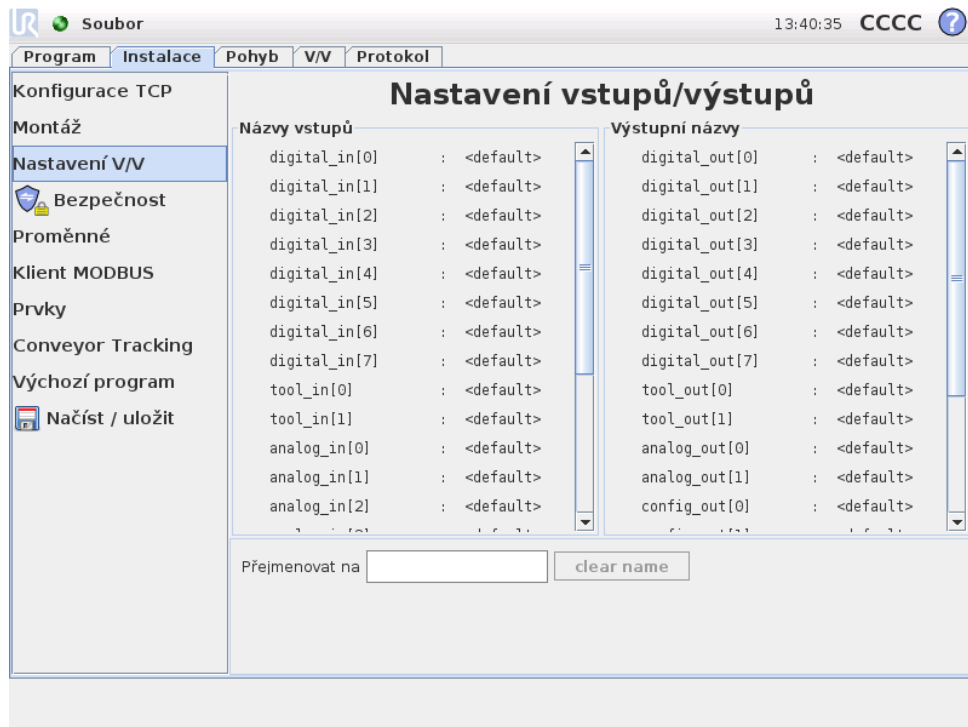 Soubor 13:40:35 CCCC ?
Program Instalace Pohyb V/V Protokol
Konfigurace TCP
Montáž
Nastavení V/V
Bezpečnost
Proměnné
Klient MODBUS
Prvky
Conveyor Tracking
Výchozí program
Načíst / uložit
Nastavení vstupů/výstupů
Názvy vstupů
digital_in[0] : <default>
digital_in[1] : <default>
digital_in[2] : <default>
digital_in[3] : <default>
digital_in[4] : <default>
digital_in[5] : <default>
digital_in[6] : <default>
digital_in[7] : <default>
tool_in[0] : <default>
tool_in[1] : <default>
analog_in[0] : <default>
analog_in[1] : <default>
analog_in[2] : <default>
Výstupní názvy
digital_out[0] : <default>
digital_out[1] : <default>
digital_out[2] : <default>
digital_out[3] : <default>
digital_out[4] : <default>
digital_out[5] : <default>
digital_out[6] : <default>
digital_out[7] : <default>
tool_out[0] : <default>
tool_out[1] : <default>
analog_out[0] : <default>
analog_out[1] : <default>
config_out[0] : <default>
Přejmenovat na clear name